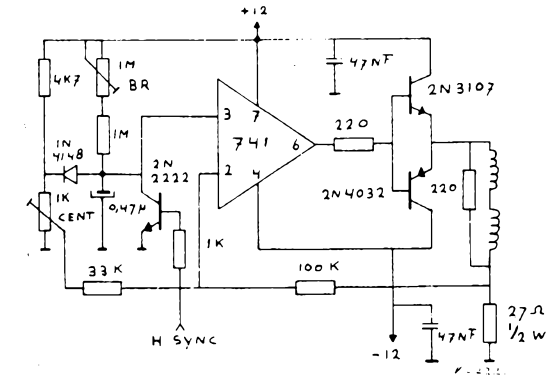 +12
4K7
1M
BR
47NF
2N3107
1M
3
7
741
6
220
1N
4148
2N
2222
2
4
2N4032
220
1K
CENT
0,47µ
1K
33K
100K
27Ω
½W
H SYNC
-12
47NF